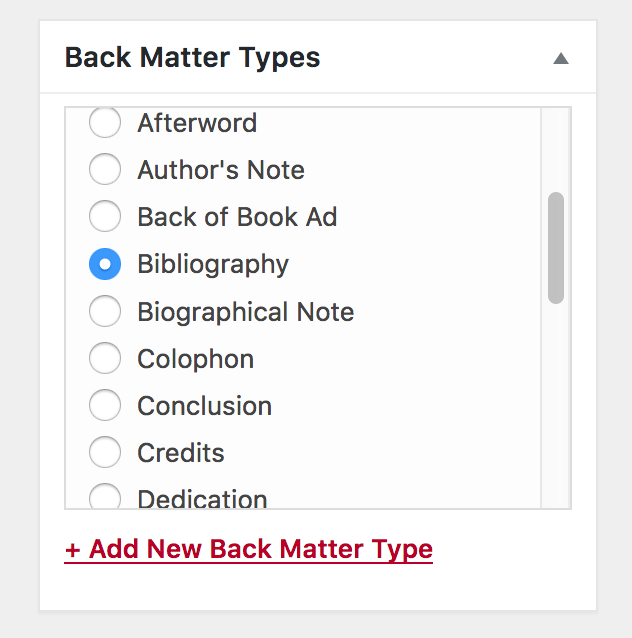 Back Matter Types
Afterword
Author's Note
Back of Book Ad
Bibliography
Biographical Note
Colophon
Conclusion
Credits
Dedication
+ Add New Back Matter Type